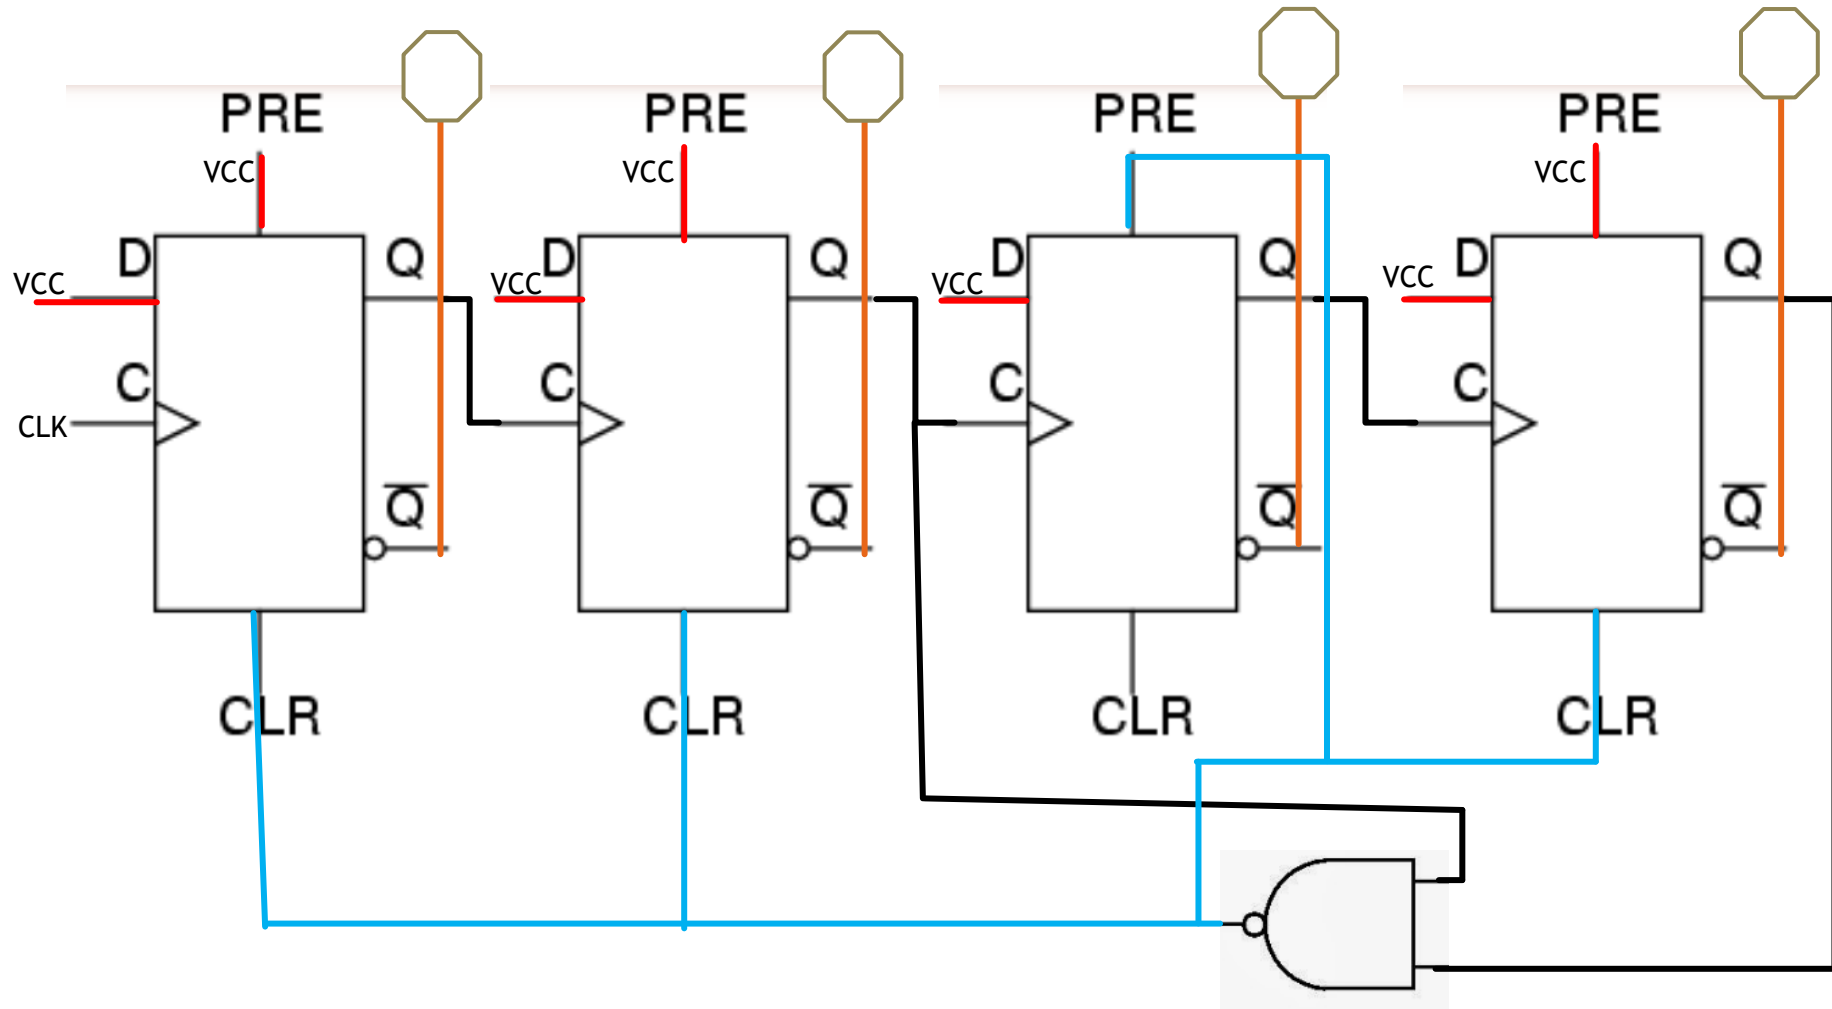 PRE PRE PRE PRE
VCC VCC VCC
D Q D Q D Q D Q
VCC VCC VCC VCC
C C C C
CLK
Q̅ Q̅ Q̅ Q̅
CLR CLR CLR CLR